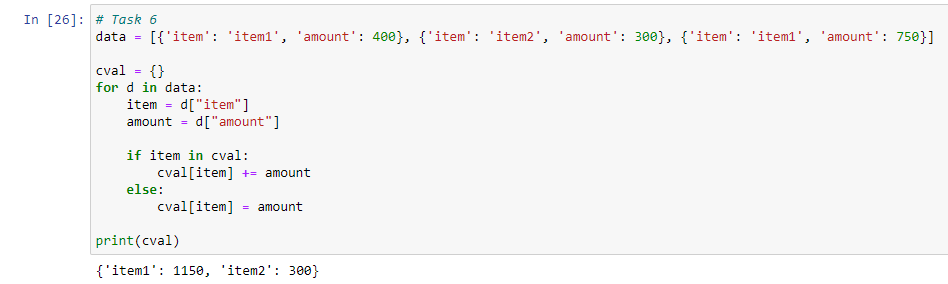 In [26]: # Task 6
data = [{'item': 'item1', 'amount': 400}, {'item': 'item2', 'amount': 300}, {'item': 'item1', 'amount': 750}]
cval = {}
for d in data:
    item = d["item"]
    amount = d["amount"]
    if item in cval:
        cval[item] += amount
    else:
        cval[item] = amount
print(cval)
{'item1': 1150, 'item2': 300}